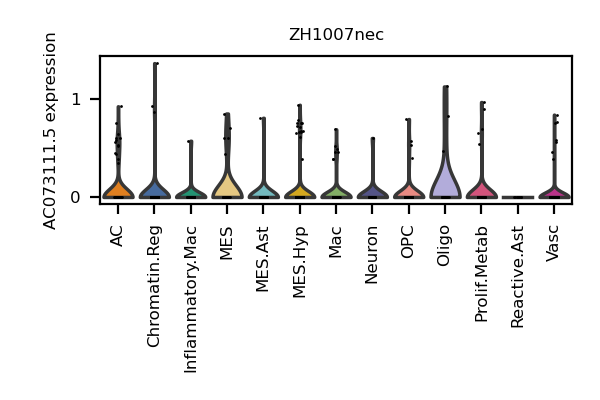 ZH1007nec
AC073111.5 expression
1
0
AC
Chromatin.Reg
Inflammatory.Mac
MES
MES.Ast
MES.Hyp
Mac
Neuron
OPC
Oligo
Prolif.Metab
Reactive.Ast
Vasc